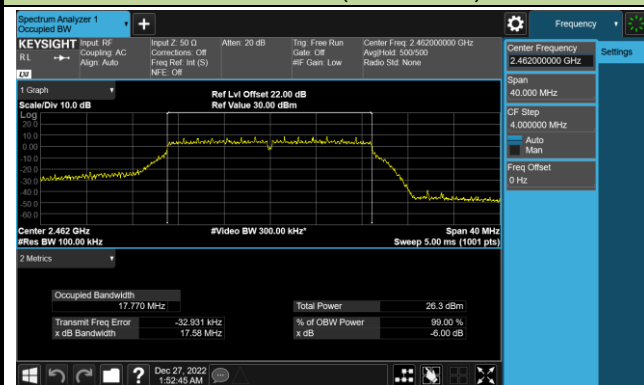 Spectrum Analyzer 1
Occupied BW
Frequency
KEYSIGHT
Input: RF
Coupling: AC
Align: Auto
Input Z: 50 Ω
Corrections: Off
Freq Ref: Int (S)
NFE: Off
Atten: 20 dB
Trig: Free Run
Gate: Off
#IF Gain: Low
Center Freq: 2.462000000 GHz
Avg|Hold: 500/500
Radio Std: None
RL
LXI
Center Frequency
2.462000000 GHz
Settings
Span
40.000 MHz
CF Step
4.000000 MHz
Auto
Man
Freq Offset
0 Hz
1 Graph
Scale/Div 10.0 dB
Ref Lvl Offset 22.00 dB
Ref Value 30.00 dBm
Log
20.0
10.0
0.00
-10.0
-20.0
-30.0
-40.0
-50.0
-60.0
Center 2.462 GHz
#Res BW 100.00 kHz
#Video BW 300.00 kHz*
Span 40 MHz
Sweep 5.00 ms (1001 pts)
2 Metrics
Occupied Bandwidth
17.770 MHz
Total Power 26.3 dBm
Transmit Freq Error -32.931 kHz
% of OBW Power 99.00 %
x dB Bandwidth 17.58 MHz
x dB -6.00 dB
Dec 27, 2022
1:52:45 AM